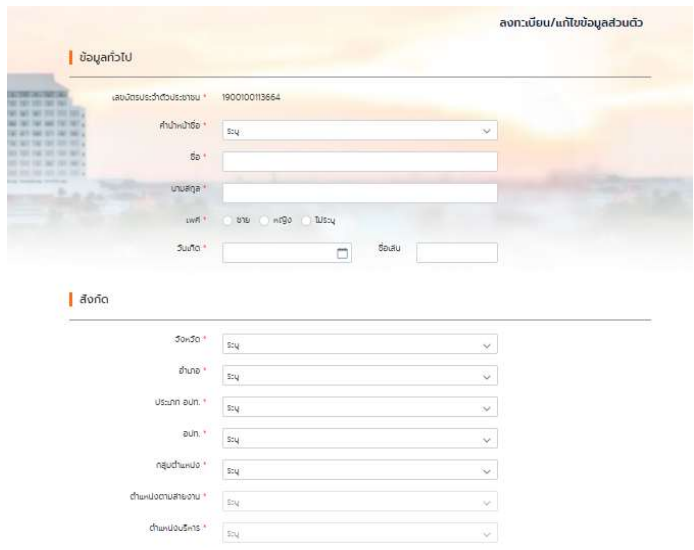 ลงทะเบียน/แก้ไขข้อมูลส่วนตัว
ข้อมูลทั่วไป
เลขบัตรประจำตัวประชาชน * 1900100113664
คำนำหน้าชื่อ * ระบุ
ชื่อ *
นามสกุล *
เพศ * ชาย หญิง ไม่ระบุ
วันเกิด * ชื่อเล่น
สังกัด
จังหวัด * ระบุ
อำเภอ * ระบุ
ประเภท อปท. * ระบุ
อปท. * ระบุ
กลุ่มตำแหน่ง * ระบุ
ตำแหน่งตามสายงาน * ระบุ
ตำแหน่งบริหาร * ระบุ